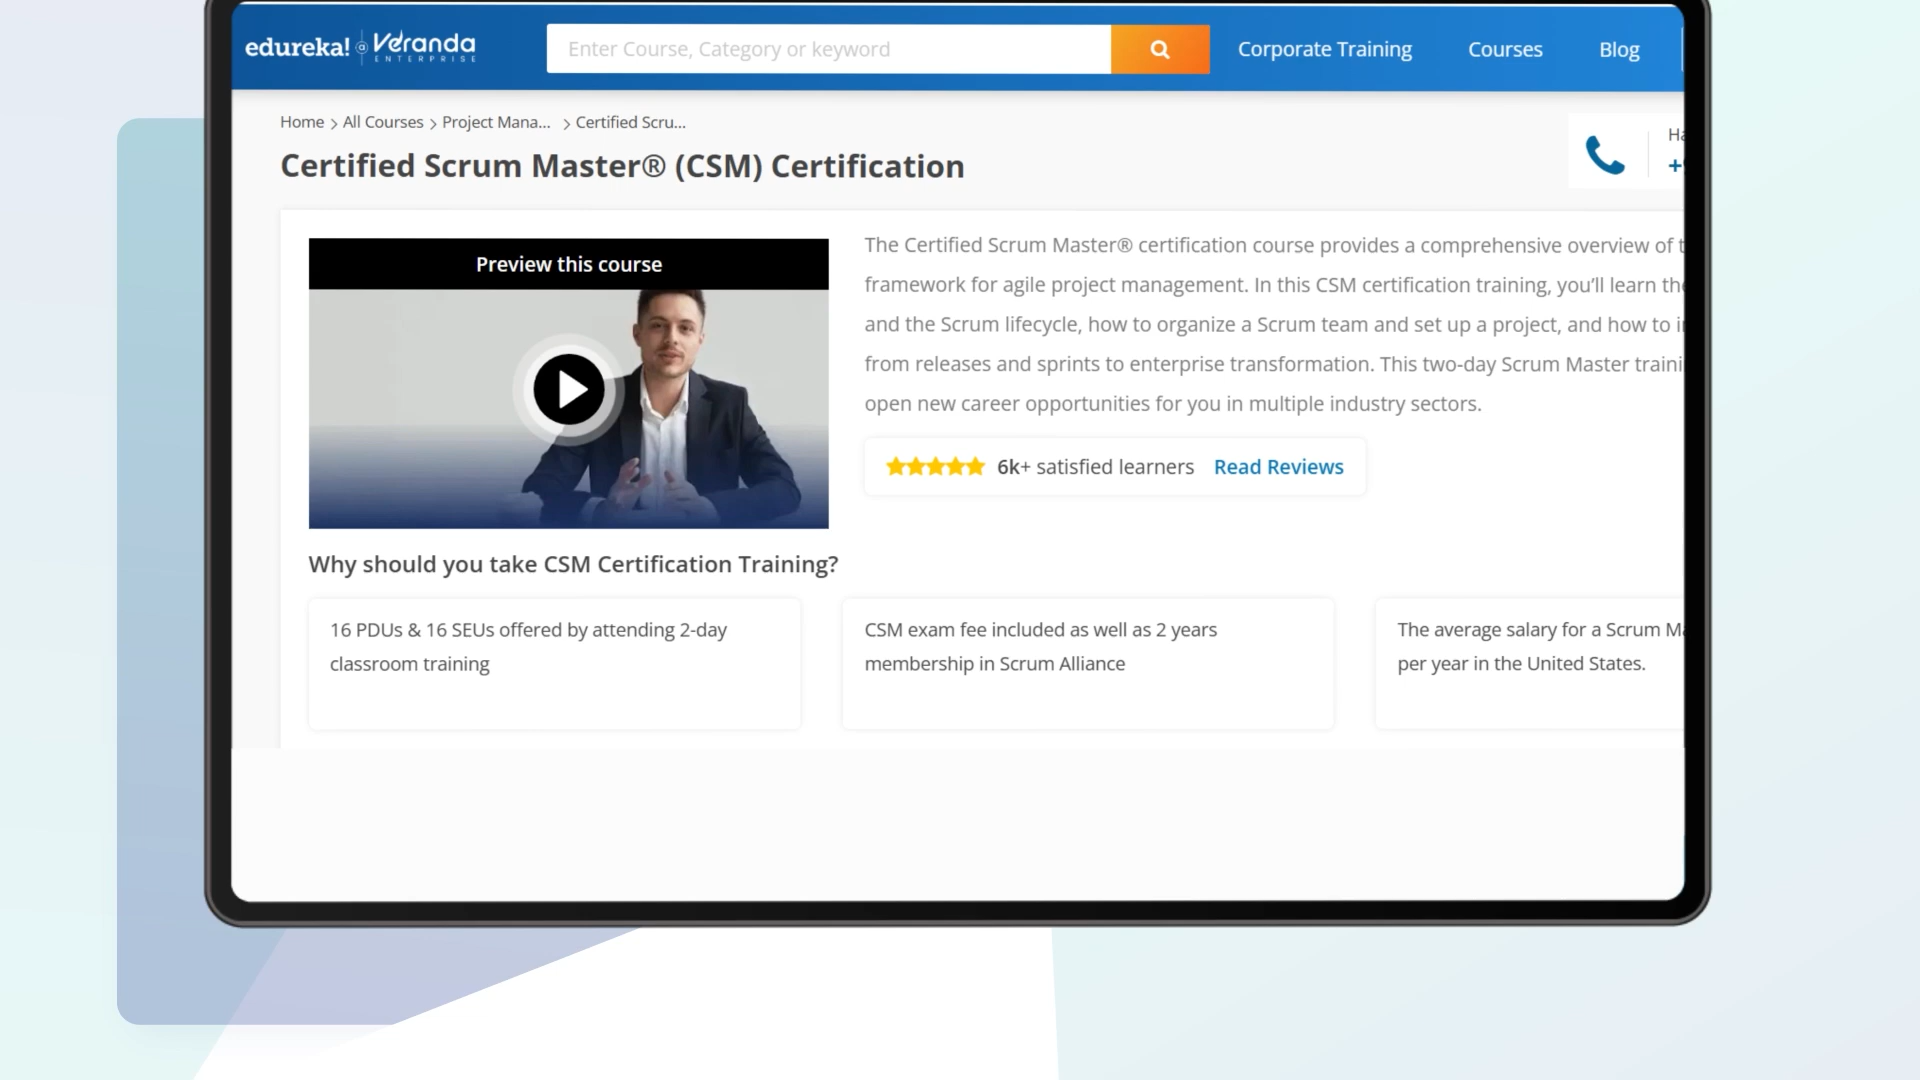 edureka! @ Veranda
ENTERPRISE
Enter Course, Category or keyword
Corporate Training
Courses
Blog
Home > All Courses > Project Mana... > Certified Scru...
Certified Scrum Master® (CSM) Certification
Preview this course
The Certified Scrum Master® certification course provides a comprehensive overview of
framework for agile project management. In this CSM certification training, you'll learn
and the Scrum lifecycle, how to organize a Scrum team and set up a project, and how to
from releases and sprints to enterprise transformation. This two-day Scrum Master
open new career opportunities for you in multiple industry sectors.
6k+ satisfied learners Read Reviews
Why should you take CSM Certification Training?
16 PDUs & 16 SEUs offered by attending 2-day
classroom training
CSM exam fee included as well as 2 years
membership in Scrum Alliance
The average salary for a Scrum
per year in the United States.